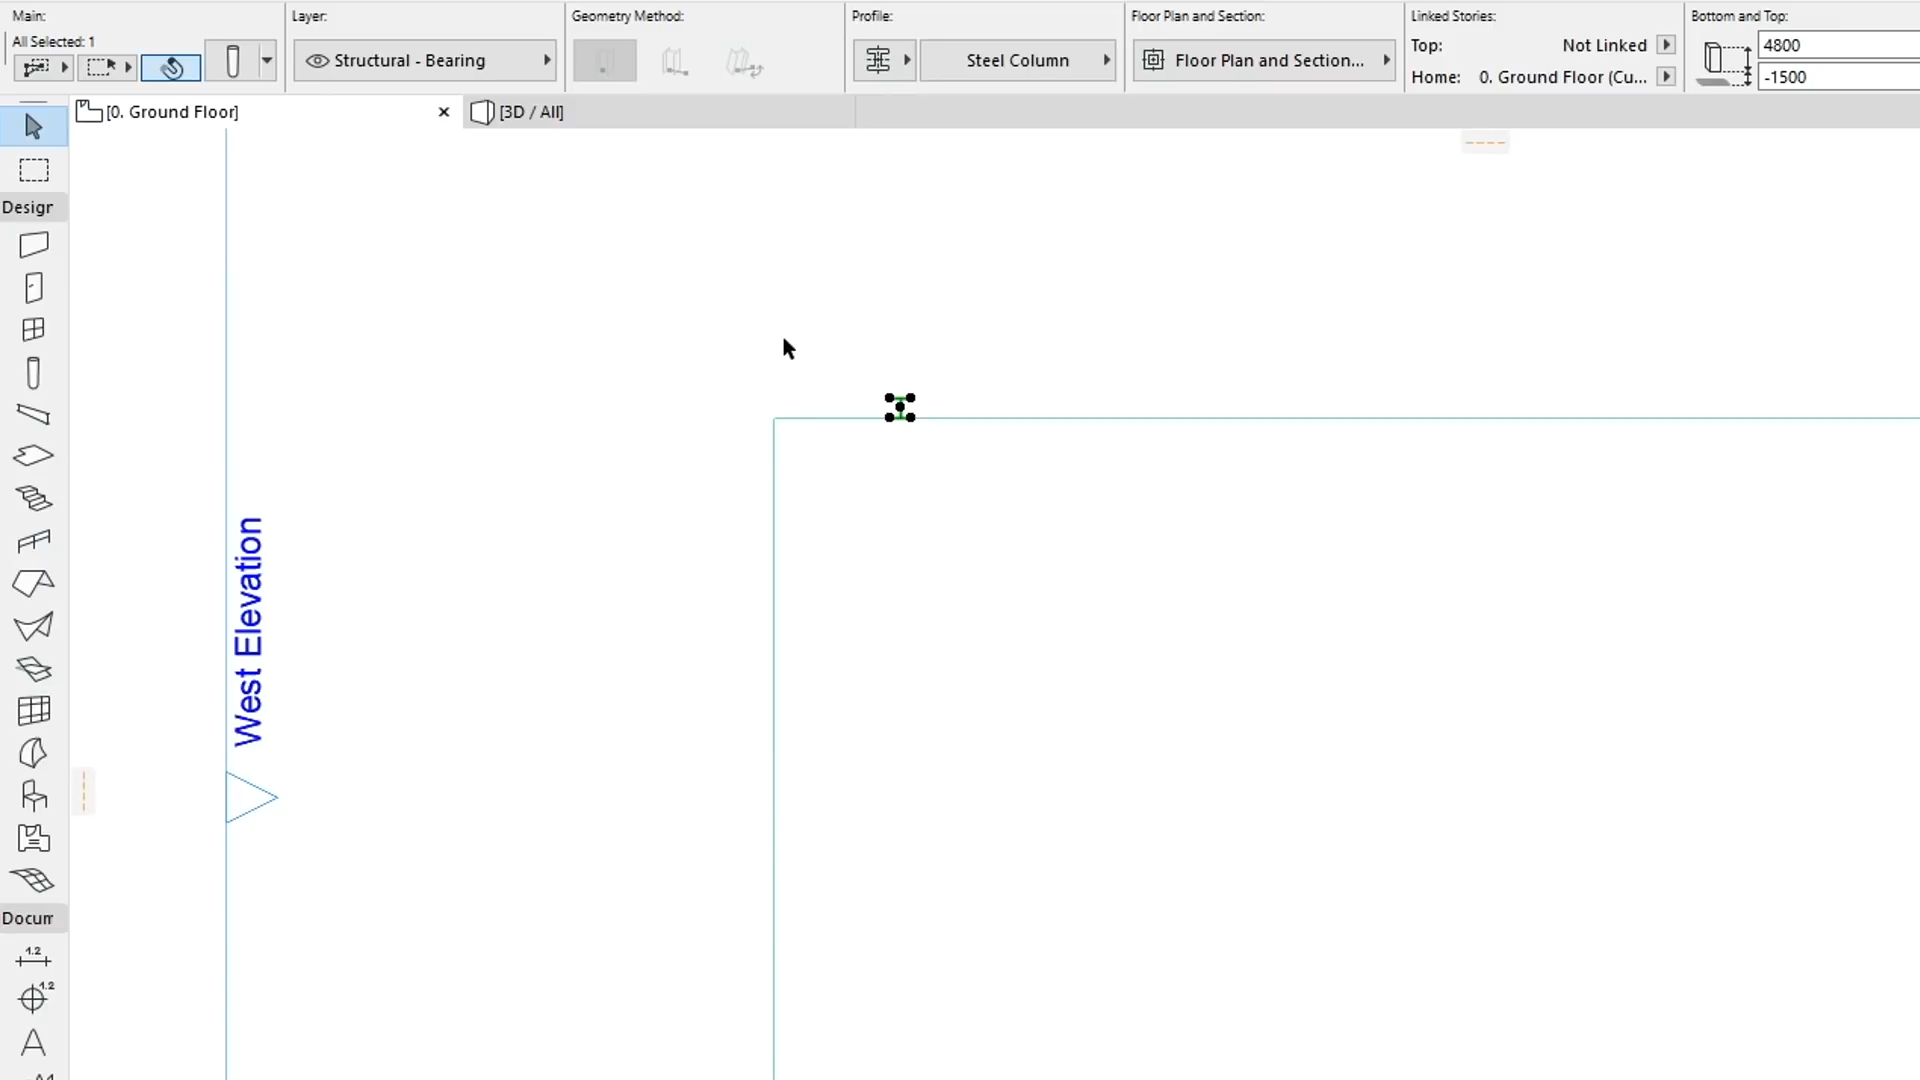 Main:
All Selected: 1
Layer:
Structural - Bearing
Geometry Method:
Profile:
Steel Column
Floor Plan and Section:
Floor Plan and Section...
Linked Stories:
Top:
Not Linked
Home:
0. Ground Floor (Cu...
Bottom and Top:
4800
-1500
[0. Ground Floor]
[3D / All]
Desigr
West Elevation
Docum
1.2
1.2
A